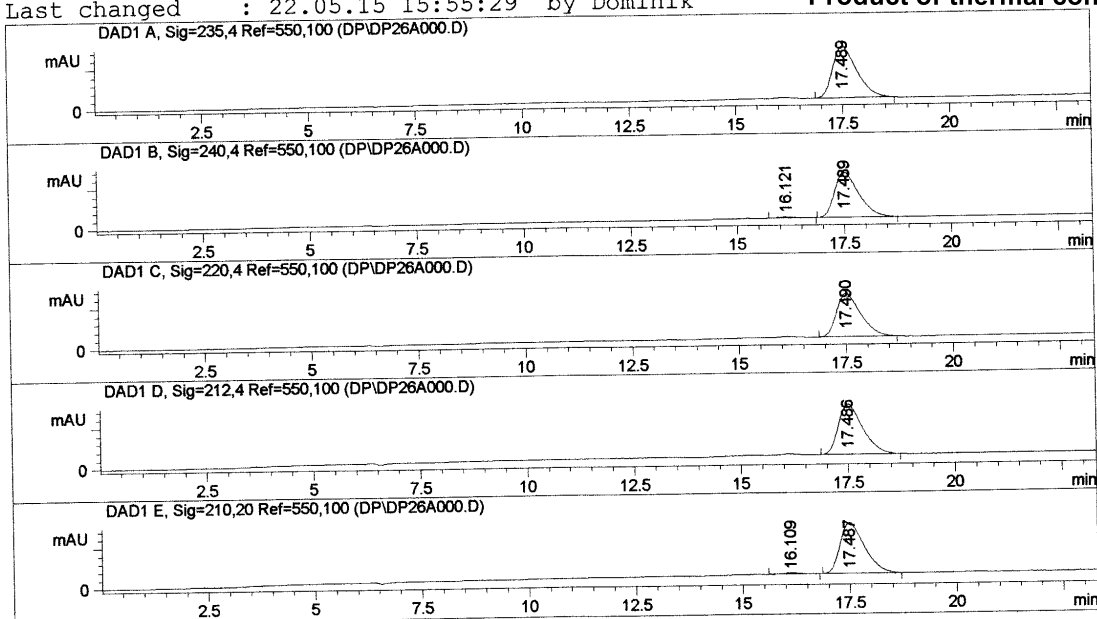 Last changed : 22.05.15 15:55:29 by Dominik
Product of thermal con
DAD1 A, Sig=235,4 Ref=550,100 (DP\DP26A000.D)
mAU
17.489
0
2.5 5 7.5 10 12.5 15 17.5 20 min
DAD1 B, Sig=240,4 Ref=550,100 (DP\DP26A000.D)
mAU
16.121
17.489
0
2.5 5 7.5 10 12.5 15 17.5 20 min
DAD1 C, Sig=220,4 Ref=550,100 (DP\DP26A000.D)
mAU
17.490
0
2.5 5 7.5 10 12.5 15 17.5 20 min
DAD1 D, Sig=212,4 Ref=550,100 (DP\DP26A000.D)
mAU
17.486
0
2.5 5 7.5 10 12.5 15 17.5 20 min
DAD1 E, Sig=210,20 Ref=550,100 (DP\DP26A000.D)
mAU
16.109
17.487
0
2.5 5 7.5 10 12.5 15 17.5 20 min